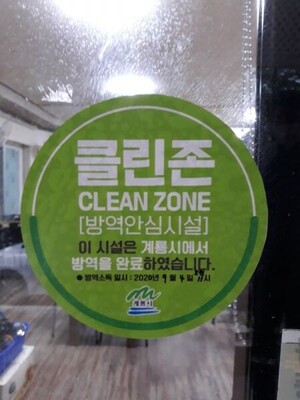 클린존
CLEAN ZONE
[방역안심시설]
이 시설은 계룡시에서
방역을 완료하였습니다.
● 방역소독 일시 : 2020년 9월 4일 시
계룡시